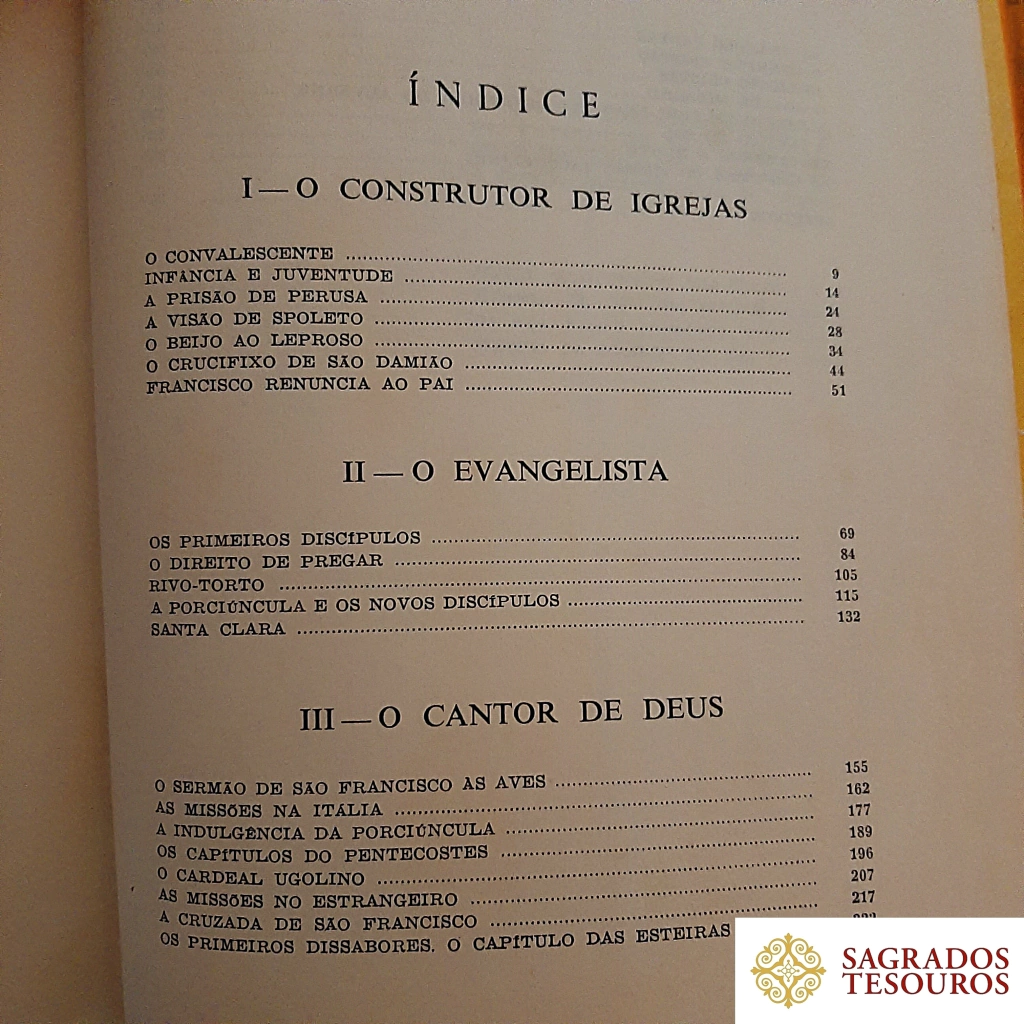 ÍNDICE
I — O CONSTRUTOR DE IGREJAS
O CONVALESCENTE ........ 9
INFÂNCIA E JUVENTUDE ........ 14
A PRISÃO DE PERUSA ........ 24
A VISÃO DE SPOLETO ........ 28
O BEIJO AO LEPROSO ........ 34
O CRUCIFIXO DE SÃO DAMIÃO ........ 44
FRANCISCO RENUNCIA AO PAI ........ 51
II — O EVANGELISTA
OS PRIMEIROS DISCÍPULOS ........ 69
O DIREITO DE PREGAR ........ 84
RIVO-TORTO ........ 105
A PORCIÚNCULA E OS NOVOS DISCÍPULOS ........ 115
SANTA CLARA ........ 132
III — O CANTOR DE DEUS
O SERMÃO DE SÃO FRANCISCO ÀS AVES ........ 155
AS MISSÕES NA ITÁLIA ........ 162
A INDULGÊNCIA DA PORCIÚNCULA ........ 177
OS CAPÍTULOS DO PENTECOSTES ........ 189
O CARDEAL UGOLINO ........ 196
AS MISSÕES NO ESTRANGEIRO ........ 207
A CRUZADA DE SÃO FRANCISCO ........ 217
OS PRIMEIROS DISSABORES. O CAPÍTULO DAS ESTEIRAS
SAGRADOS
TESOUROS